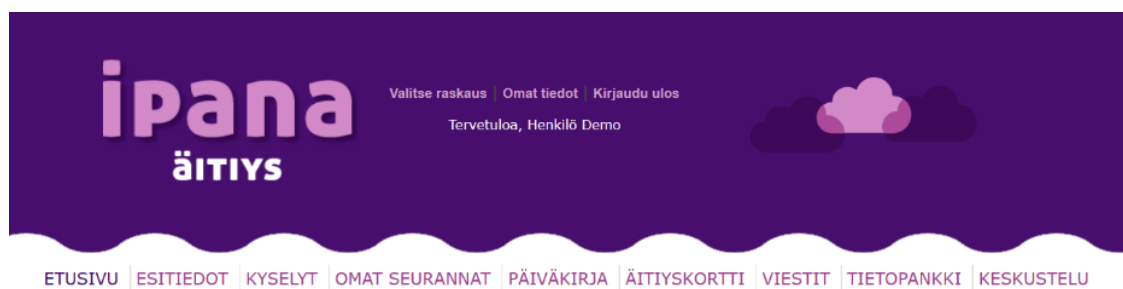 ipana
äitiys
Valitse raskaus | Omat tiedot | Kirjaudu ulos
Tervetuloa, Henkilö Demo
ETUSIVU | ESITIEDOT | KYSELYT | OMAT SEURANNAT | PÄIVÄKIRJA | ÄITIYSKORTTI | VIESTIT | TIETOPANKKI | KESKUSTELU